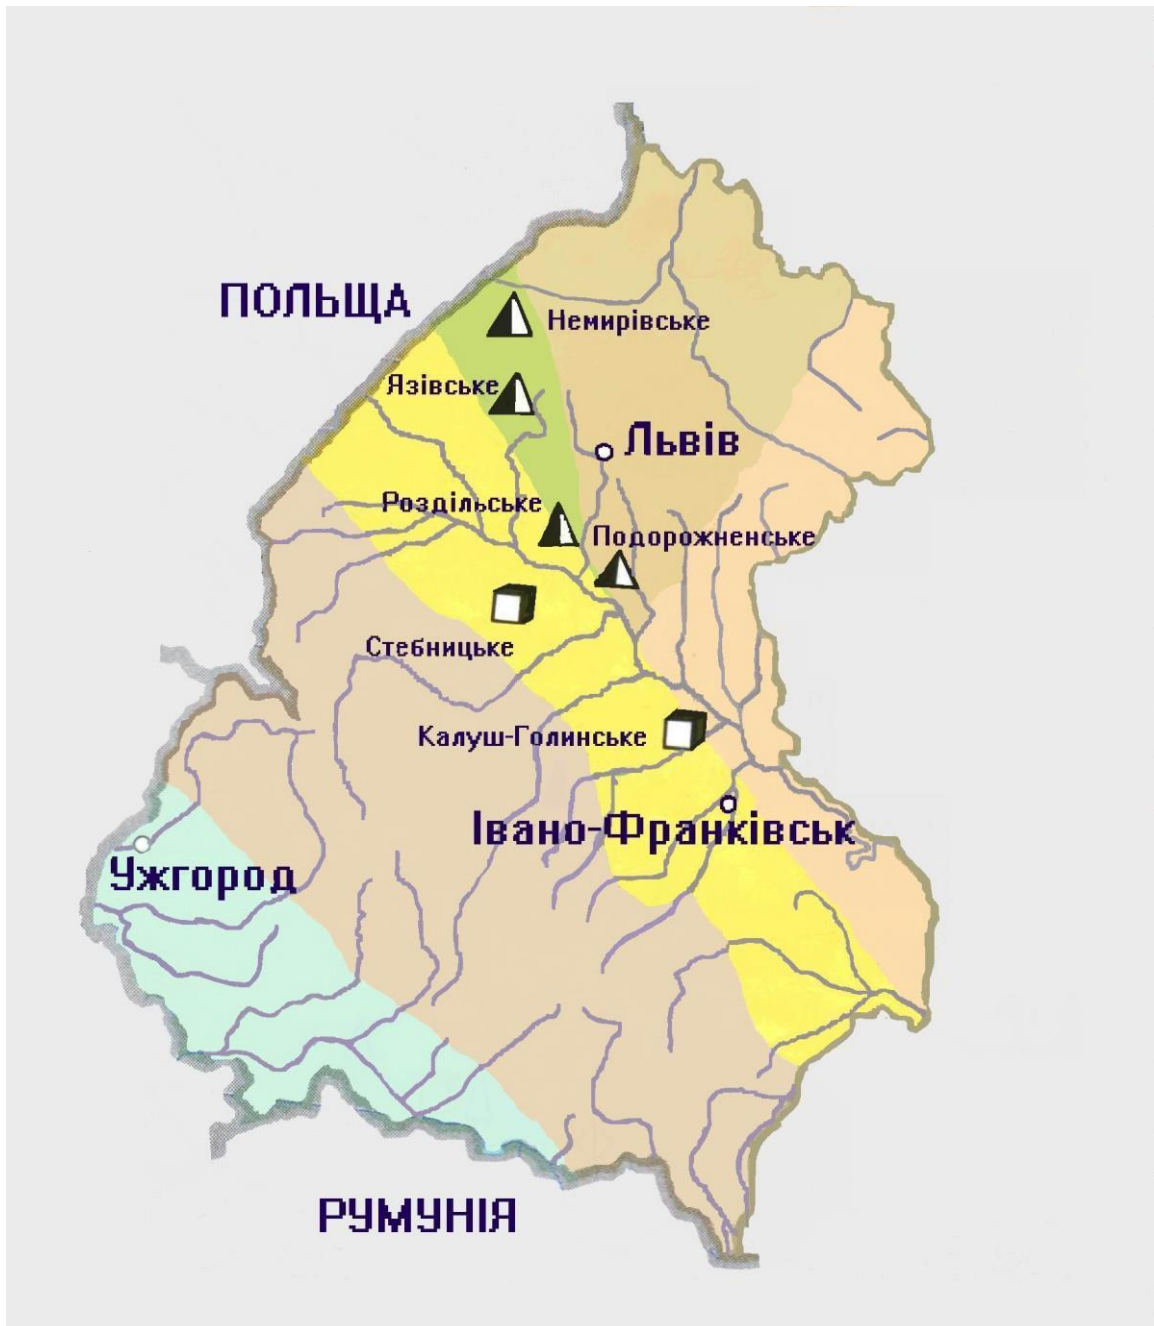 ПОЛЬЩА
Немирівське
Язівське
Львів
Роздільське
Подорожненське
Стебницьке
Калуш-Голинське
Івано-Франківськ
Ужгород
РУМУНІЯ